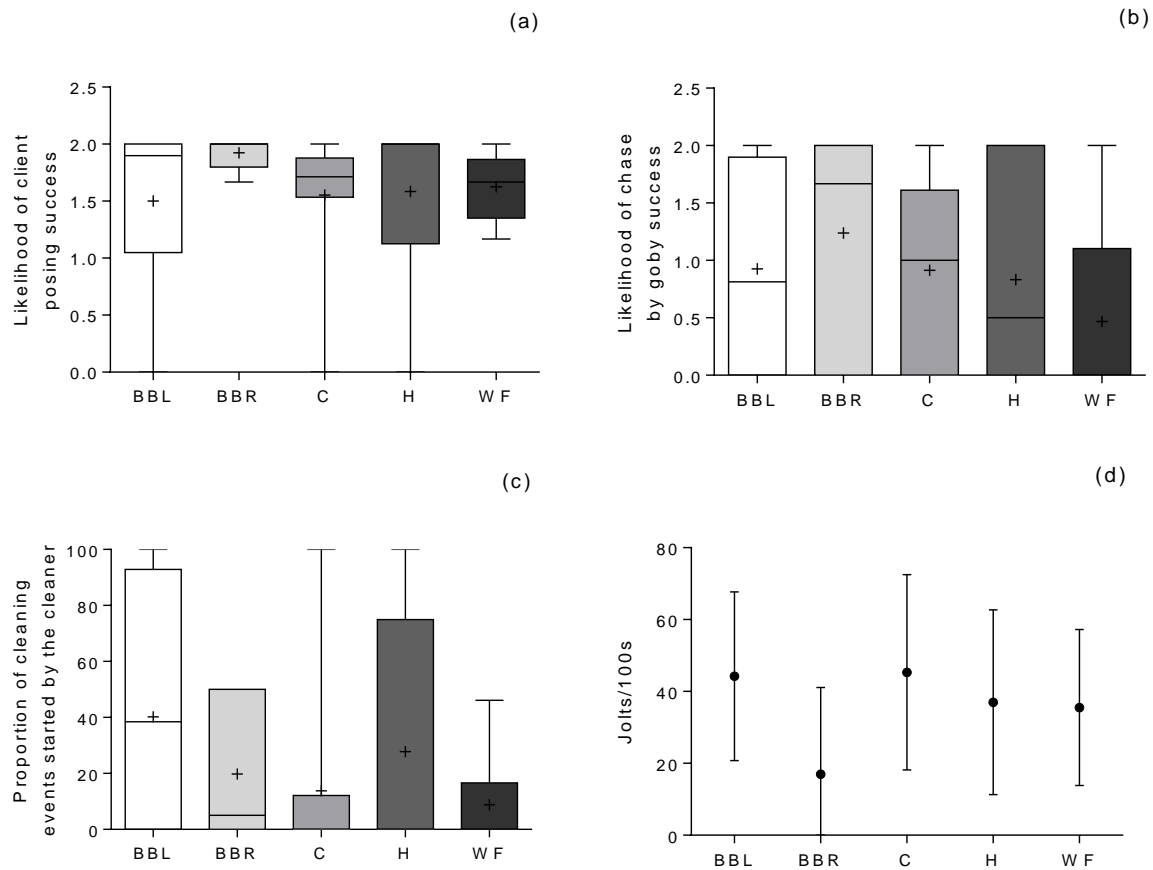 (a)
Likelihood of client
posing success
2.5
2.0
1.5
1.0
0.5
0.0
BBL BBR C H WF
(b)
Likelihood of chase
by goby success
2.5
2.0
1.5
1.0
0.5
0.0
BBL BBR C H WF
(c)
Proportion of cleaning
events started by the cleaner
100
80
60
40
20
0
BBL BBR C H WF
(d)
Jolts/100s
80
60
40
20
0
BBL BBR C H WF